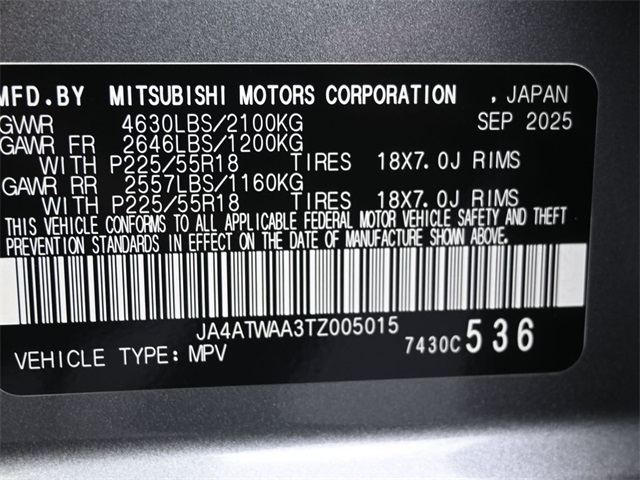 MFD.BY MITSUBISHI MOTORS CORPORATION , JAPAN
GVWR 4630LBS/2100KG SEP 2025
GAWR FR 2646LBS/1200KG
WITH P225/55R18 TIRES 18X7.0J RIMS
GAWR RR 2557LBS/1160KG
WITH P225/55R18 TIRES 18X7.0J RIMS
THIS VEHICLE CONFORMS TO ALL APPLICABLE FEDERAL MOTOR VEHICLE SAFETY AND THEFT
PREVENTION STANDARDS IN EFFECT ON THE DATE OF MANUFACTURE SHOWN ABOVE.
JA4ATWAA3TZ005015
VEHICLE TYPE: MPV 7430C 536